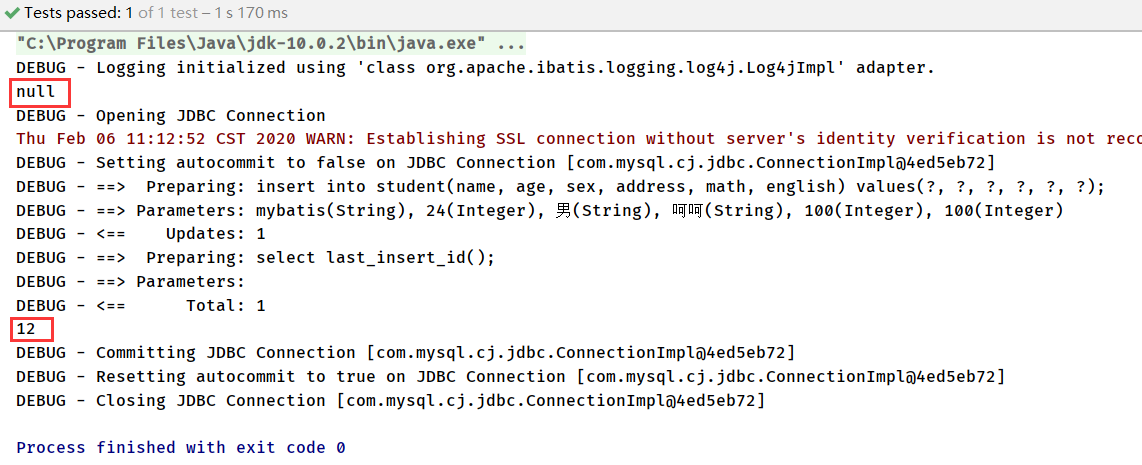 Tests passed: 1 of 1 test – 1 s 170 ms
"C:\Program Files\Java\jdk-10.0.2\bin\java.exe" ...
DEBUG - Logging initialized using 'class org.apache.ibatis.logging.log4j.Log4jImpl' adapter.
null
DEBUG - Opening JDBC Connection
Thu Feb 06 11:12:52 CST 2020 WARN: Establishing SSL connection without server's identity verification is not reco
DEBUG - Setting autocommit to false on JDBC Connection [com.mysql.cj.jdbc.ConnectionImpl@4ed5eb72]
DEBUG - ==>  Preparing: insert into student(name, age, sex, address, math, english) values(?, ?, ?, ?, ?, ?);
DEBUG - ==> Parameters: mybatis(String), 24(Integer), 男(String), 呵呵(String), 100(Integer), 100(Integer)
DEBUG - <==    Updates: 1
DEBUG - ==>  Preparing: select last_insert_id();
DEBUG - ==> Parameters:
DEBUG - <==      Total: 1
12
DEBUG - Committing JDBC Connection [com.mysql.cj.jdbc.ConnectionImpl@4ed5eb72]
DEBUG - Resetting autocommit to true on JDBC Connection [com.mysql.cj.jdbc.ConnectionImpl@4ed5eb72]
DEBUG - Closing JDBC Connection [com.mysql.cj.jdbc.ConnectionImpl@4ed5eb72]
Process finished with exit code 0